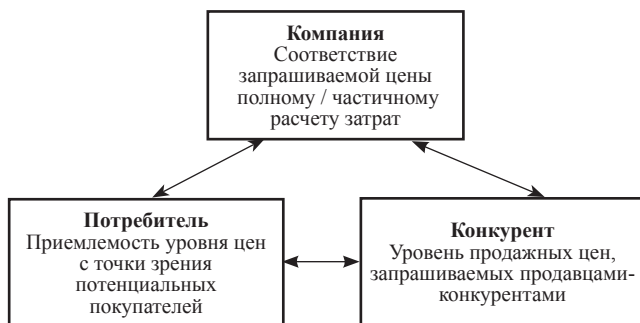 Компания
Соответствие
запрашиваемой цены
полному / частичному
расчету затрат
Потребитель
Приемлемость уровня цен
с точки зрения
потенциальных
покупателей
Конкурент
Уровень продажных цен,
запрашиваемых продавцами-
конкурентами